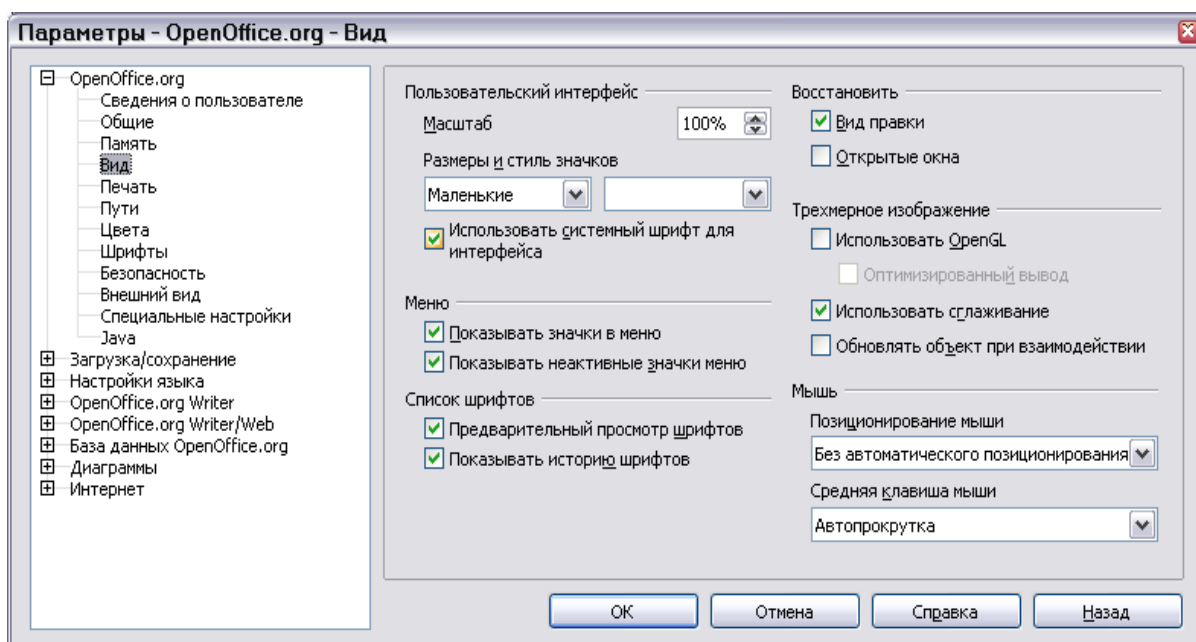 Параметры - OpenOffice.org - Вид
OpenOffice.org
Сведения о пользователе
Общие
Память
Вид
Печать
Пути
Цвета
Шрифты
Безопасность
Внешний вид
Специальные настройки
Java
Загрузка/сохранение
Настройки языка
OpenOffice.org Writer
OpenOffice.org Writer/Web
База данных OpenOffice.org
Диаграммы
Интернет
Пользовательский интерфейс
Масштаб
100%
Размеры и стиль значков
Маленькие
Использовать системный шрифт для
интерфейса
Меню
Показывать значки в меню
Показывать неактивные значки меню
Список шрифтов
Предварительный просмотр шрифтов
Показывать историю шрифтов
Восстановить
Вид правки
Открытые окна
Трехмерное изображение
Использовать OpenGL
Оптимизированный вывод
Использовать сглаживание
Обновлять объект при взаимодействии
Мышь
Позиционирование мыши
Без автоматического позиционирования
Средняя клавиша мыши
Автопрокрутка
ОК
Отмена
Справка
Назад